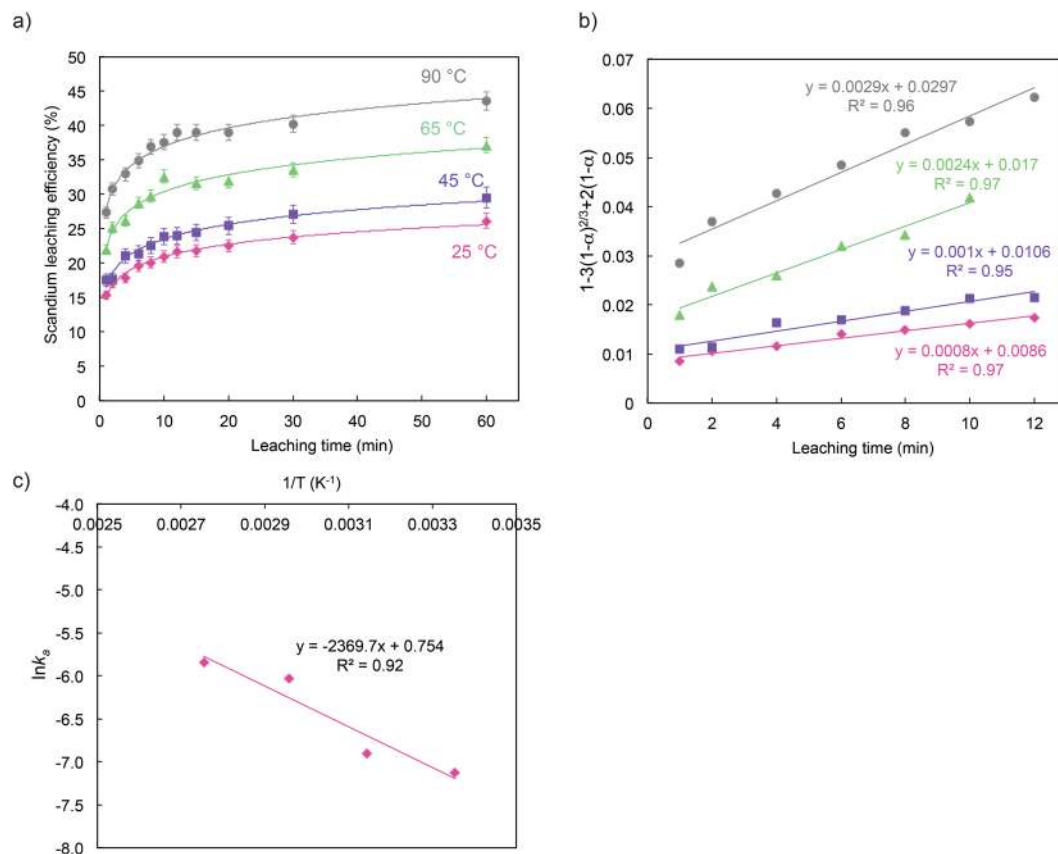 a)
Scandium leaching efficiency (%)
50
45
40
35
30
25
20
15
10
5
0
90 °C
65 °C
45 °C
25 °C
0 10 20 30 40 50 60
Leaching time (min)
b)
1-3(1-α)2/3+2(1-α)
0.07
0.06
0.05
0.04
0.03
0.02
0.01
0
y = 0.0029x + 0.0297
R² = 0.96
y = 0.0024x + 0.017
R² = 0.97
y = 0.001x + 0.0106
R² = 0.95
y = 0.0008x + 0.0086
R² = 0.97
0 2 4 6 8 10 12
Leaching time (min)
c)
1/T (K-1)
0.0025 0.0027 0.0029 0.0031 0.0033 0.0035
lnka
-4.0
-4.5
-5.0
-5.5
-6.0
-6.5
-7.0
-7.5
-8.0
y = -2369.7x + 0.754
R² = 0.92